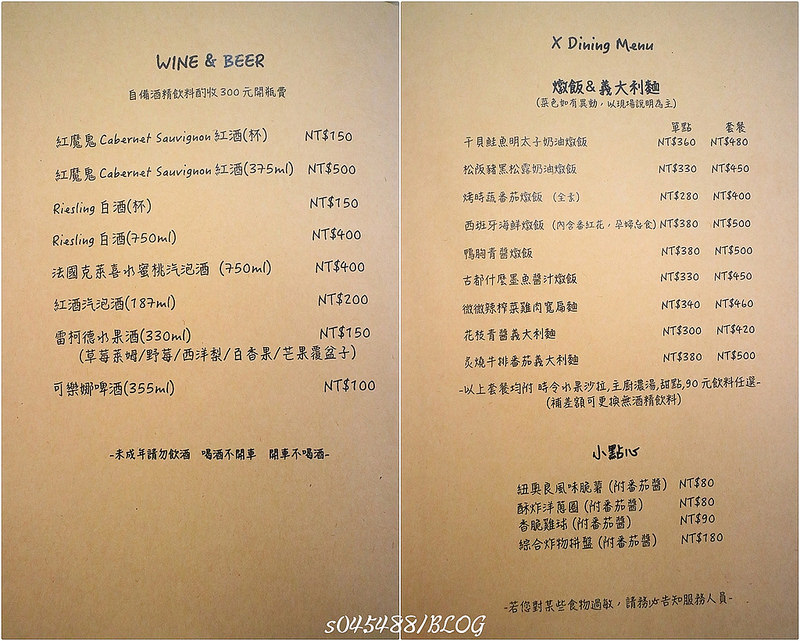 WINE & BEER
自備酒精飲料酌收300元開瓶費
紅魔鬼 Cabernet Sauvignon 紅酒(杯) NT$150
紅魔鬼 Cabernet Sauvignon 紅酒(375ml) NT$500
Riesling 白酒(杯) NT$150
Riesling 白酒(750ml) NT$400
法國克萊喜水蜜桃汽泡酒 (750ml) NT$400
紅酒汽泡酒(187ml) NT$200
雷柯德水果酒(330ml) NT$150
(草莓萊姆/野莓/西洋梨/百香果/芒果覆盆子)
可樂娜啤酒(355ml) NT$100
-未成年請勿飲酒 喝酒不開車 開車不喝酒-
X Dining Menu
燉飯&義大利麵
(菜色如有異動，以現場說明為主)
單點 套餐
干貝鮭魚明太子奶油燉飯 NT$360 NT$480
松阪豬黑松露奶油燉飯 NT$330 NT$450
烤時蔬番茄燉飯 (全素) NT$280 NT$400
西班牙海鮮燉飯 (內含番紅花，孕婦忌食) NT$380 NT$500
鴨胸青醬燉飯 NT$380 NT$500
古都什麼墨魚醬汁燉飯 NT$330 NT$450
微微辣榨菜雞肉寬扁麵 NT$340 NT$460
花枝青醬義大利麵 NT$300 NT$420
炙燒牛排番茄義大利麵 NT$380 NT$500
-以上套餐均附 時令水果沙拉,主廚濃湯,甜點,90元飲料任選-
(補差額可更換無酒精飲料)
小點心
紐奧良風味脆薯 (附番茄醬) NT$80
酥炸洋蔥圈 (附番茄醬) NT$80
香脆雞球 (附番茄醬) NT$90
綜合炸物拼盤 (附番茄醬) NT$180
-若您對某些食物過敏，請務必告知服務人員-
s045488/BLOG